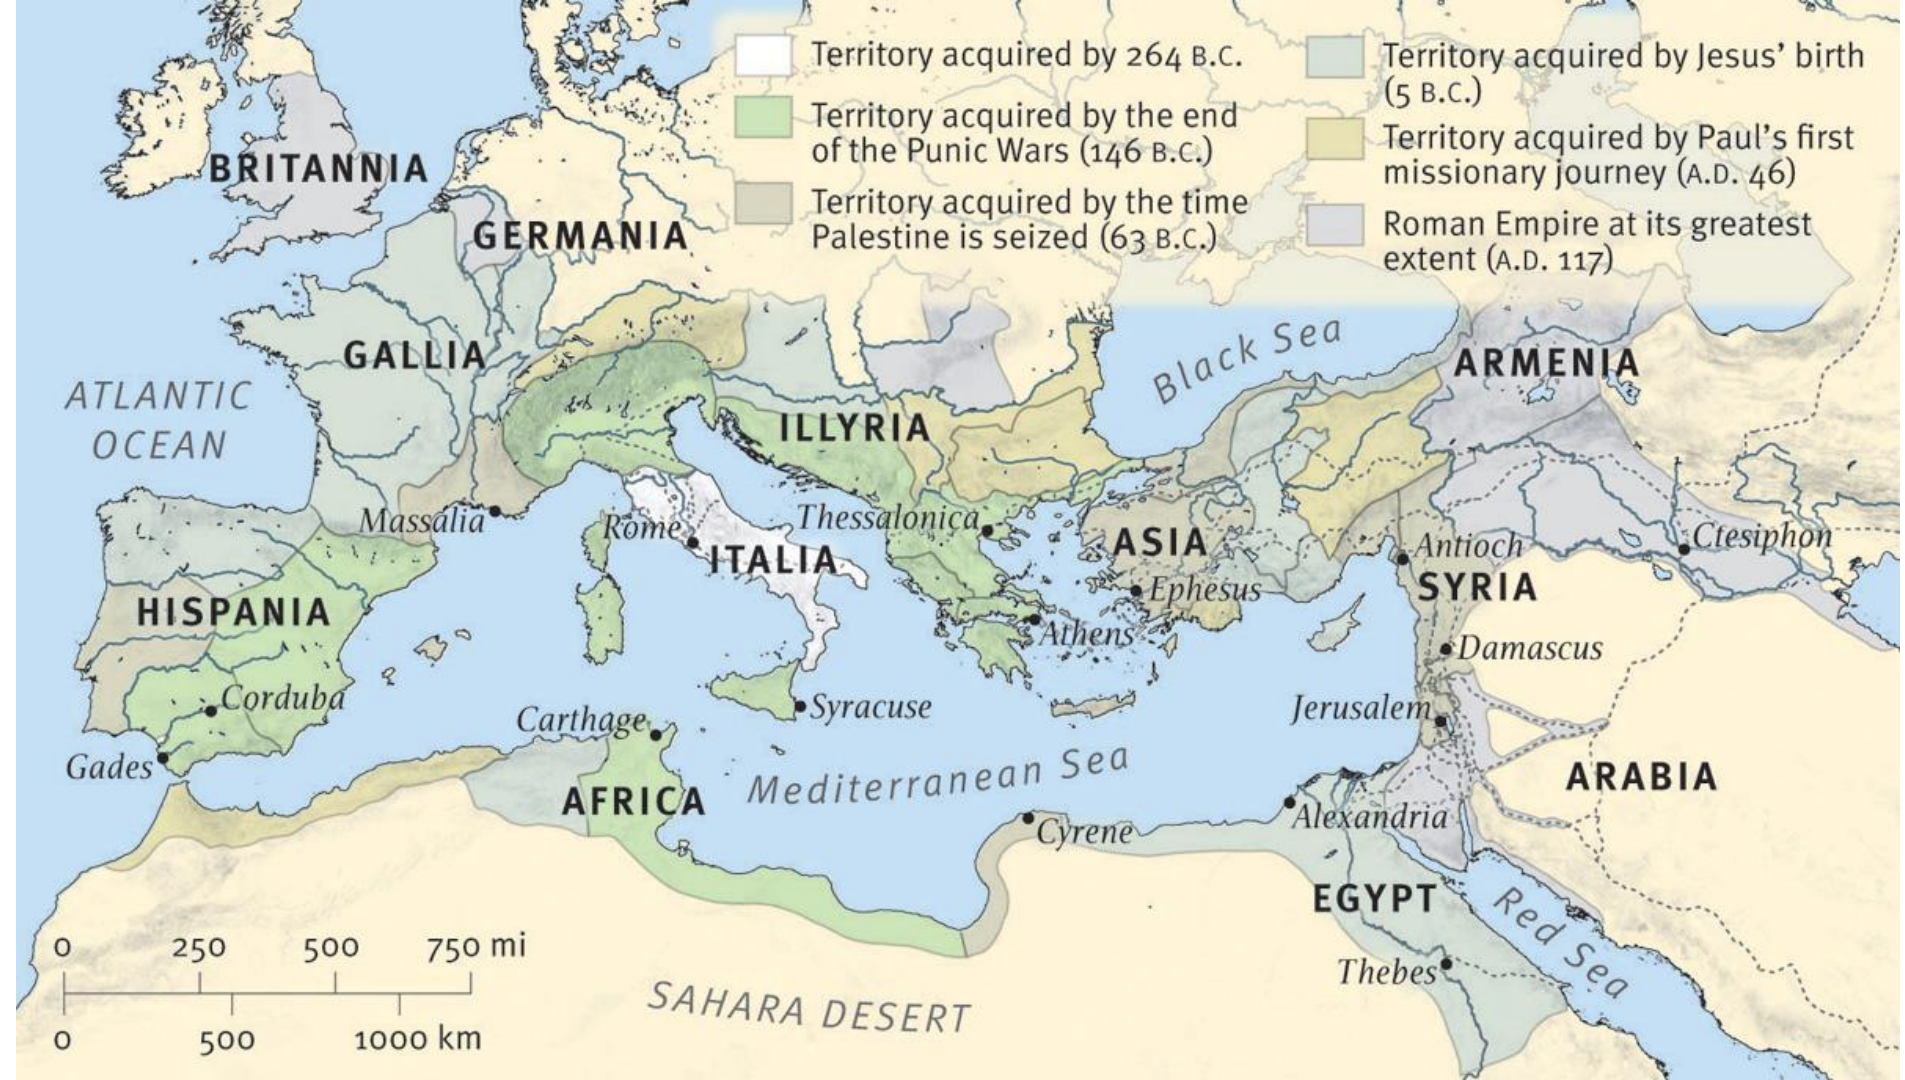 Territory acquired by 264 B.C.
Territory acquired by the end
of the Punic Wars (146 B.C.)
Territory acquired by the time
Palestine is seized (63 B.C.)
Territory acquired by Jesus’ birth
(5 B.C.)
Territory acquired by Paul’s first
missionary journey (A.D. 46)
Roman Empire at its greatest
extent (A.D. 117)
BRITANNIA
GERMANIA
GALLIA
ATLANTIC
OCEAN
Black Sea
ARMENIA
ILLYRIA
Massalia
Rome
ITALIA
Thessalonica
ASIA
Antioch
Ctesiphon
SYRIA
Ephesus
HISPANIA
Athens
Damascus
Corduba
Carthage
Syracuse
Jerusalem
Gades
AFRICA
Mediterranean Sea
ARABIA
Cyrene
Alexandria
EGYPT
Red Sea
Thebes
SAHARA DESERT
0 250 500 750 mi
0 500 1000 km